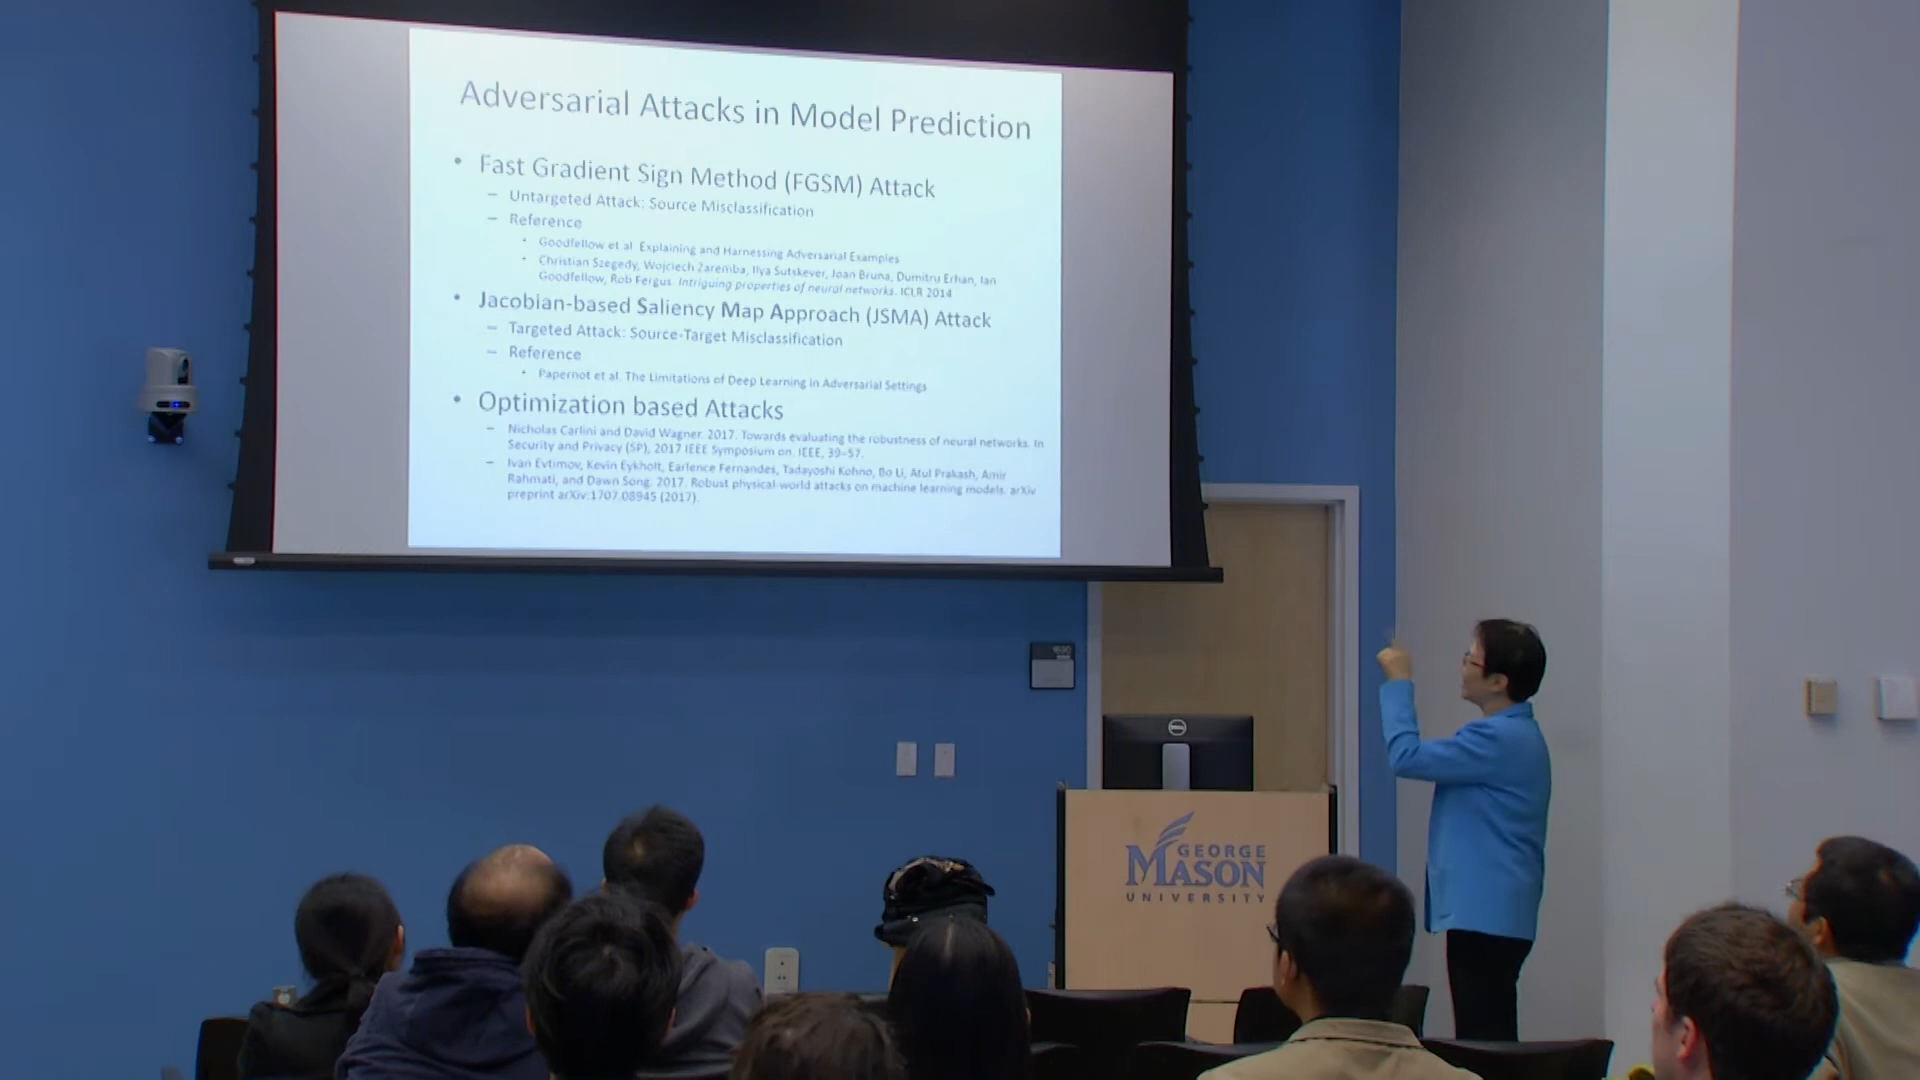 Adversarial Attacks in Model Prediction
• Fast Gradient Sign Method (FGSM) Attack
– Untargeted Attack: Source Misclassification
– Reference
• Goodfellow et al. Explaining and Harnessing Adversarial Examples
• Christian Szegedy, Wojciech Zaremba, Ilya Sutskever, Joan Bruna, Dumitru Erhan, Ian
Goodfellow, Rob Fergus. Intriguing properties of neural networks. ICLR 2014
• Jacobian-based Saliency Map Approach (JSMA) Attack
– Targeted Attack: Source-Target Misclassification
– Reference
• Papernot et al. The Limitations of Deep Learning in Adversarial Settings
• Optimization based Attacks
– Nicholas Carlini and David Wagner. 2017. Towards evaluating the robustness of neural networks. In
Security and Privacy (SP), 2017 IEEE Symposium on. IEEE, 39–57.
– Ivan Evtimov, Kevin Eykholt, Earlence Fernandes, Tadayoshi Kohno, Bo Li, Atul Prakash, Amir
Rahmati, and Dawn Song. 2017. Robust physical-world attacks on machine learning models. arXiv
preprint arXiv:1707.08945 (2017).
DELL
GEORGE
MASON
UNIVERSITY